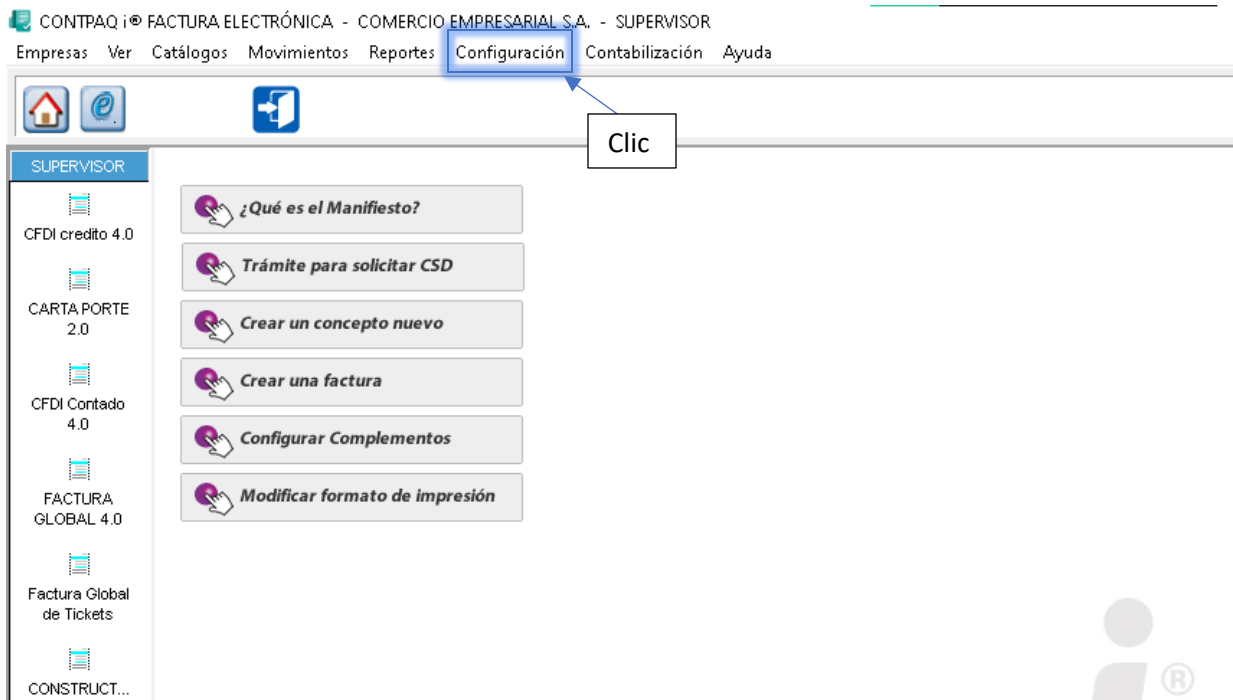 CONTPAQ i® FACTURA ELECTRÓNICA - COMERCIO EMPRESARIAL S.A. - SUPERVISOR
Empresas Ver Catálogos Movimientos Reportes Configuración Contabilización Ayuda
Clic
SUPERVISOR
CFDI credito 4.0
CARTA PORTE
2.0
CFDI Contado
4.0
FACTURA
GLOBAL 4.0
Factura Global
de Tickets
CONSTRUCT...
¿Qué es el Manifiesto?
Trámite para solicitar CSD
Crear un concepto nuevo
Crear una factura
Configurar Complementos
Modificar formato de impresión
®